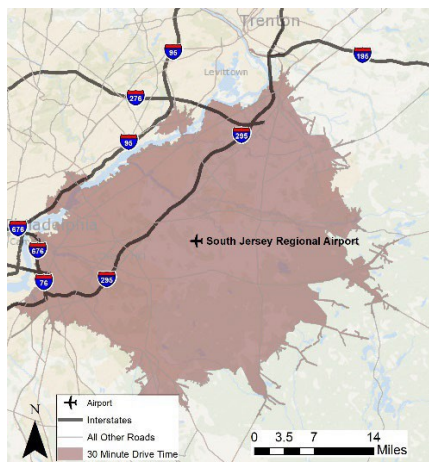 Trenton
95
195
Levittown
276
295
95
Philadelphia
676
South Jersey Regional Airport
676
76
295
N
Airport
Interstates
All Other Roads
30 Minute Drive Time
0 3.5 7 14
Miles